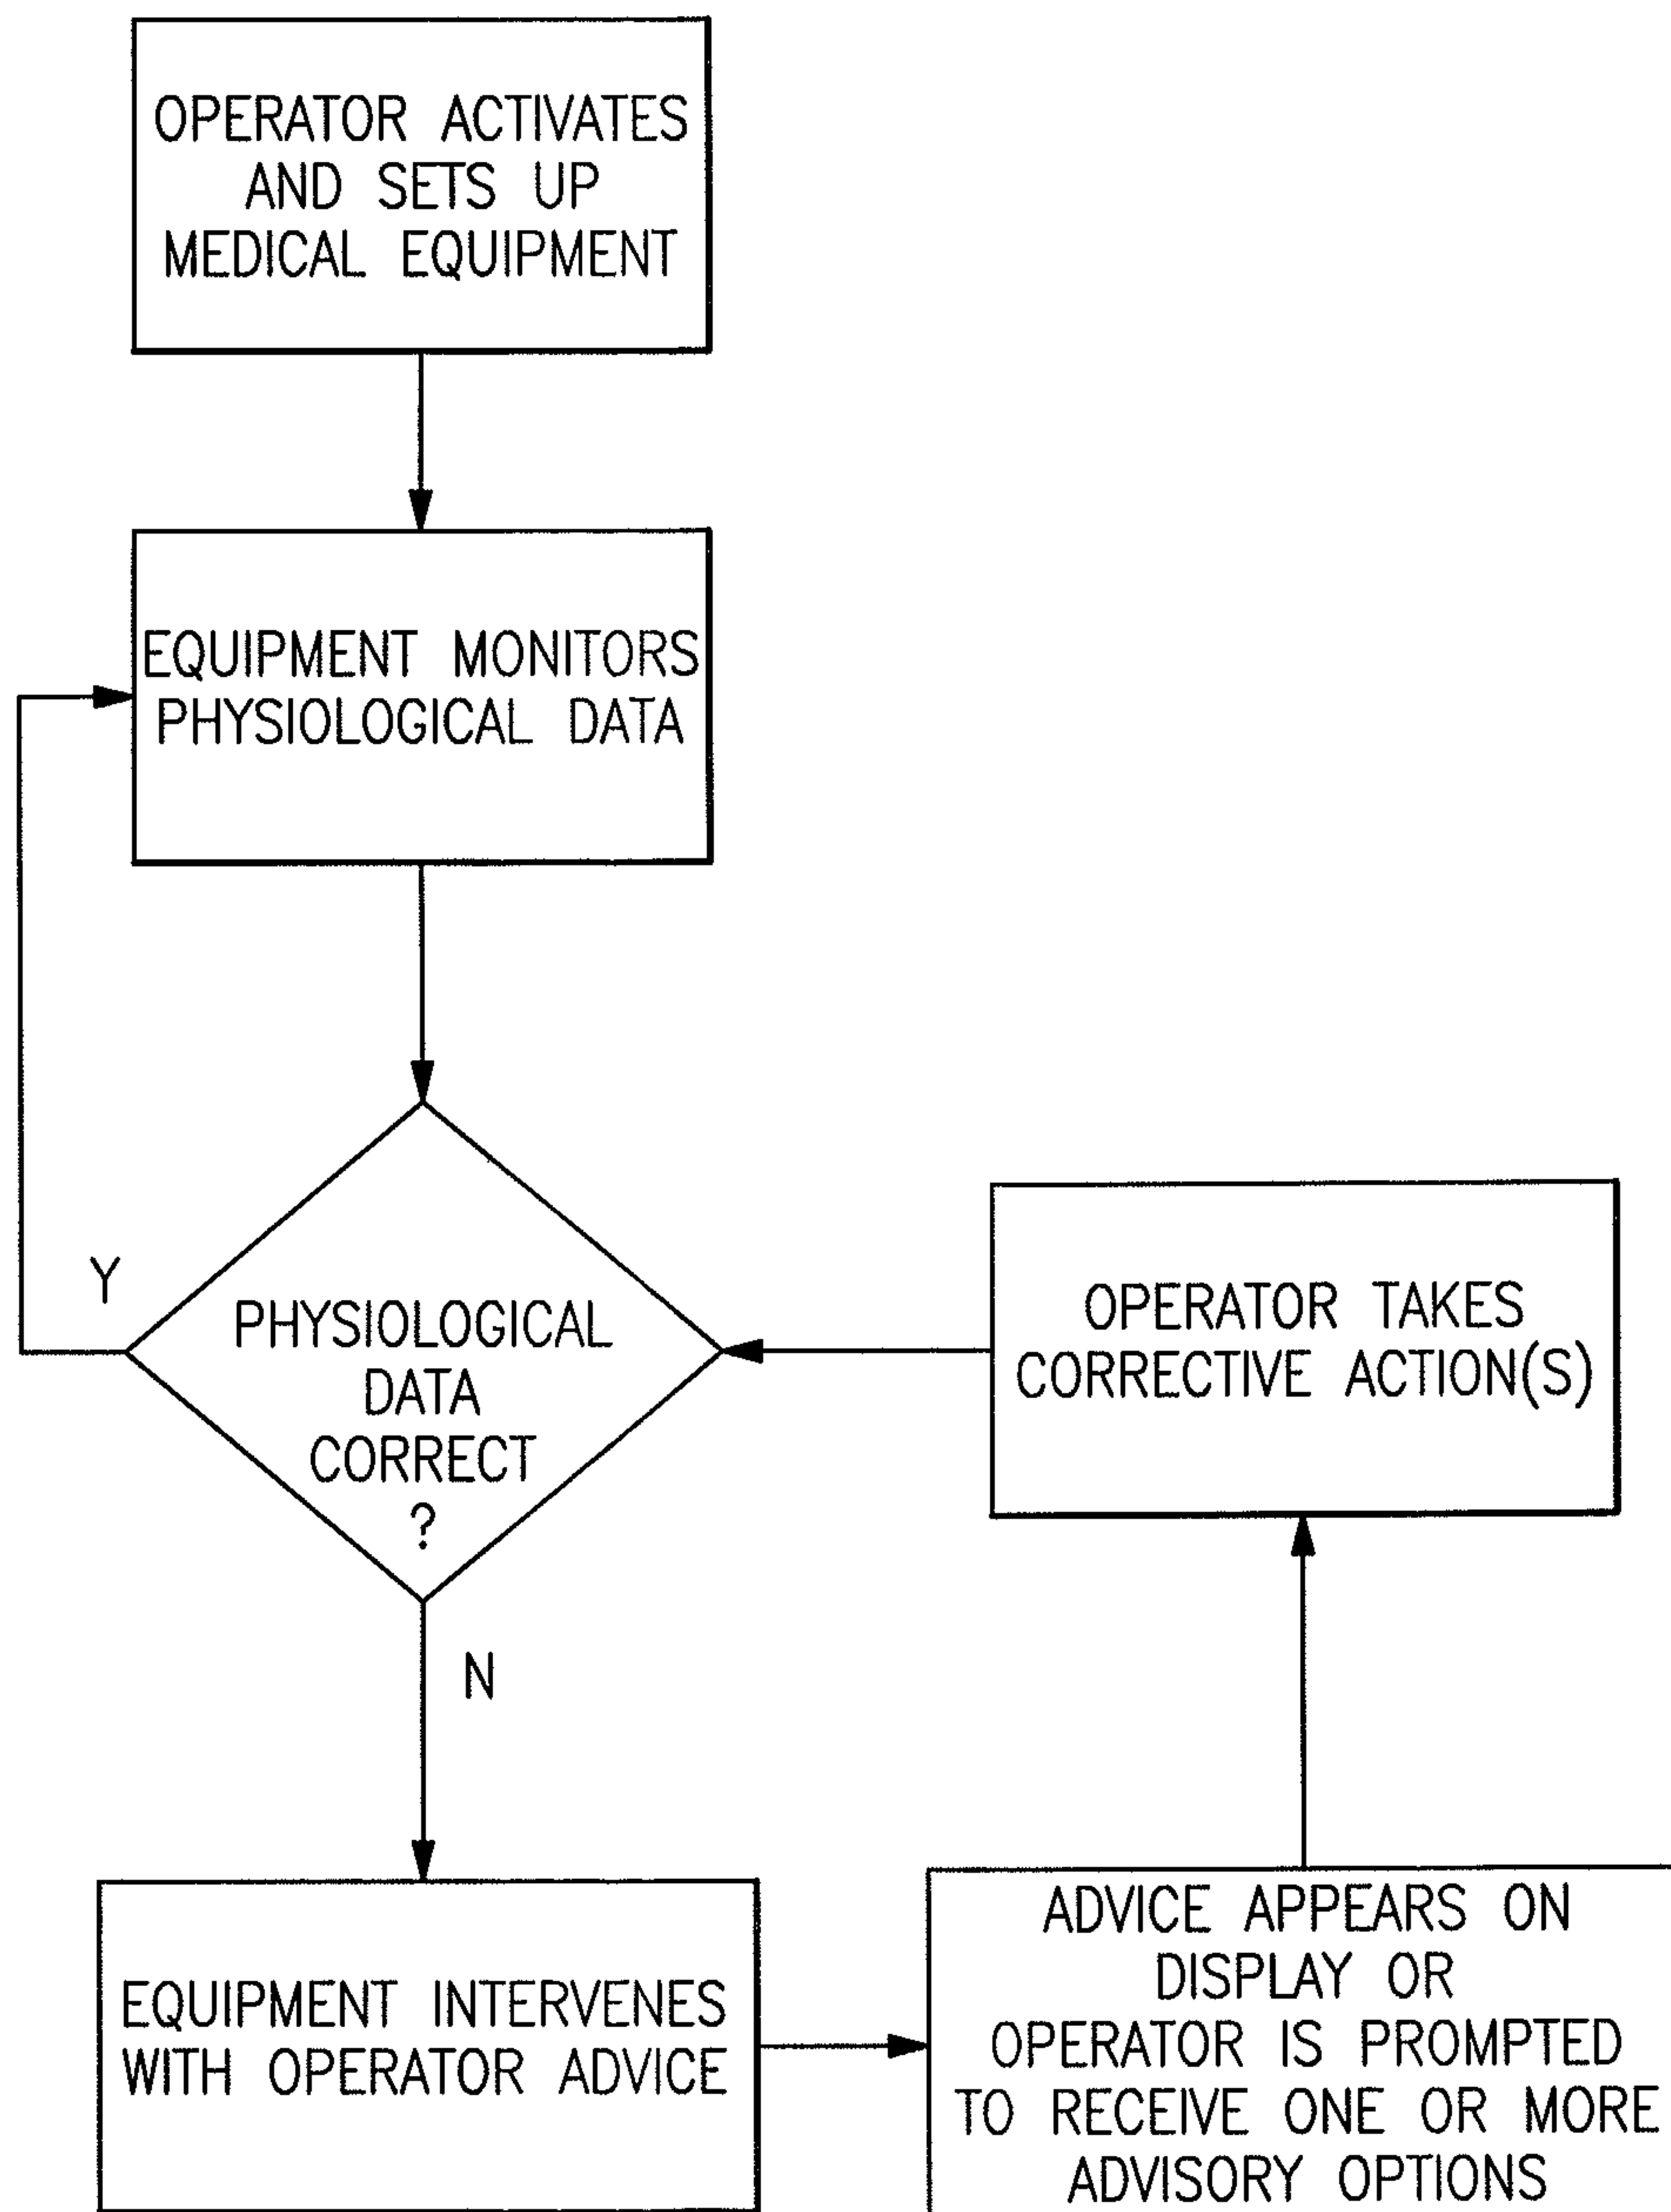 OPERATOR ACTIVATES
AND SETS UP
MEDICAL EQUIPMENT
EQUIPMENT MONITORS
PHYSIOLOGICAL DATA
Y
PHYSIOLOGICAL
DATA
CORRECT
?
OPERATOR TAKES
CORRECTIVE ACTION(S)
N
EQUIPMENT INTERVENES
WITH OPERATOR ADVICE
ADVICE APPEARS ON
DISPLAY OR
OPERATOR IS PROMPTED
TO RECEIVE ONE OR MORE
ADVISORY OPTIONS